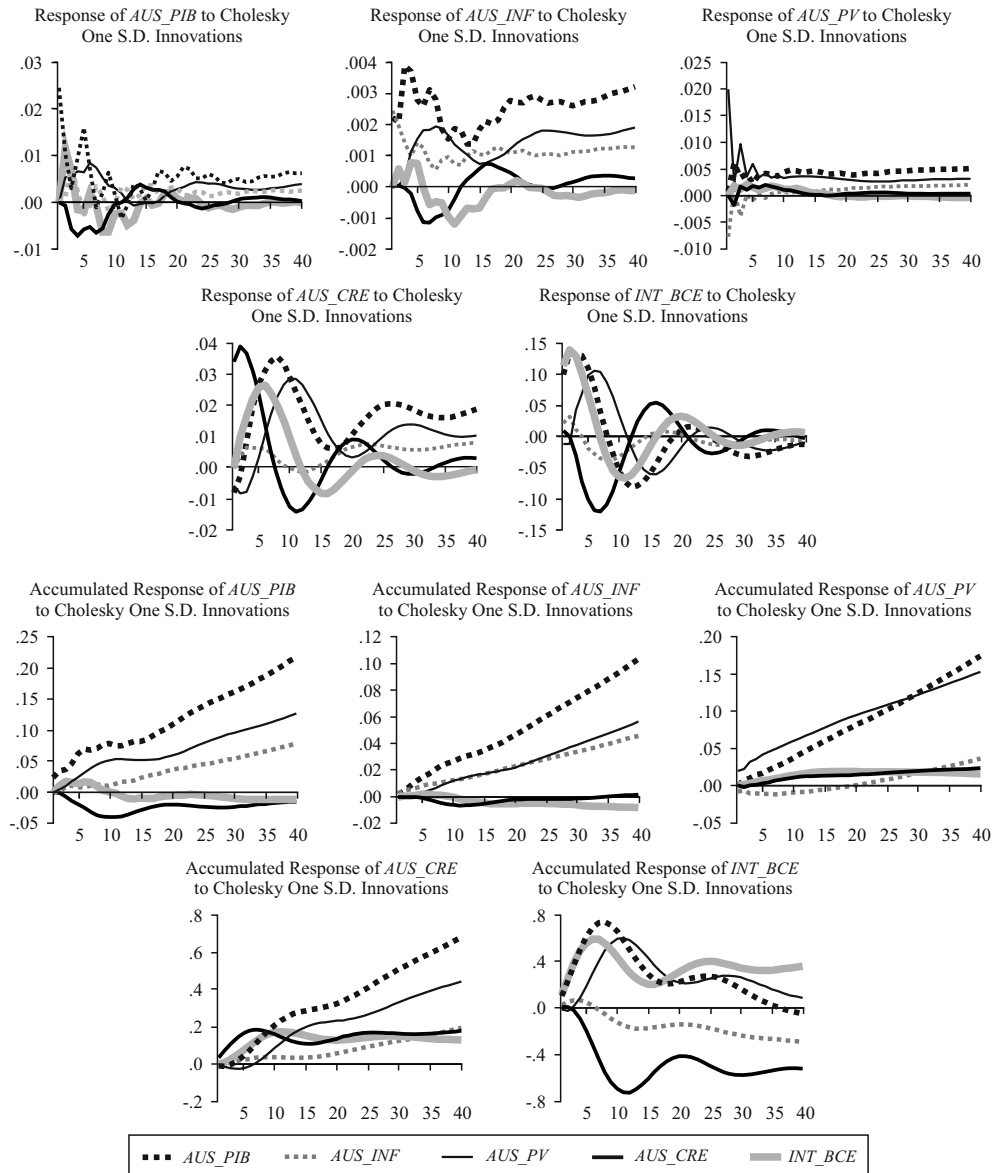 Response of AUS_PIB to Cholesky
One S.D. Innovations
.03
.02
.01
.00
-.01
5 10 15 20 25 30 35 40
Response of AUS_INF to Cholesky
One S.D. Innovations
.004
.003
.002
.001
.000
-.001
-.002
5 10 15 20 25 30 35 40
Response of AUS_PV to Cholesky
One S.D. Innovations
.025
.020
.015
.010
.005
.000
-.005
-.010
5 10 15 20 25 30 35 40
Response of AUS_CRE to Cholesky
One S.D. Innovations
.04
.03
.02
.01
.00
-.01
-.02
5 10 15 20 25 30 35 40
Response of INT_BCE to Cholesky
One S.D. Innovations
.15
.10
.05
.00
-.05
-.10
-.15
5 10 15 20 25 30 35 40
Accumulated Response of AUS_PIB
to Cholesky One S.D. Innovations
.25
.20
.15
.10
.05
.00
-.05
5 10 15 20 25 30 35 40
Accumulated Response of AUS_INF
to Cholesky One S.D. Innovations
.12
.10
.08
.06
.04
.02
.00
-.02
5 10 15 20 25 30 35 40
Accumulated Response of AUS_PV
to Cholesky One S.D. Innovations
.20
.15
.10
.05
.00
-.05
5 10 15 20 25 30 35 40
Accumulated Response of AUS_CRE
to Cholesky One S.D. Innovations
.8
.6
.4
.2
.0
-.2
5 10 15 20 25 30 35 40
Accumulated Response of INT_BCE
to Cholesky One S.D. Innovations
.8
.4
.0
-.4
-.8
5 10 15 20 25 30 35 40
AUS_PIB AUS_INF AUS_PV AUS_CRE INT_BCE